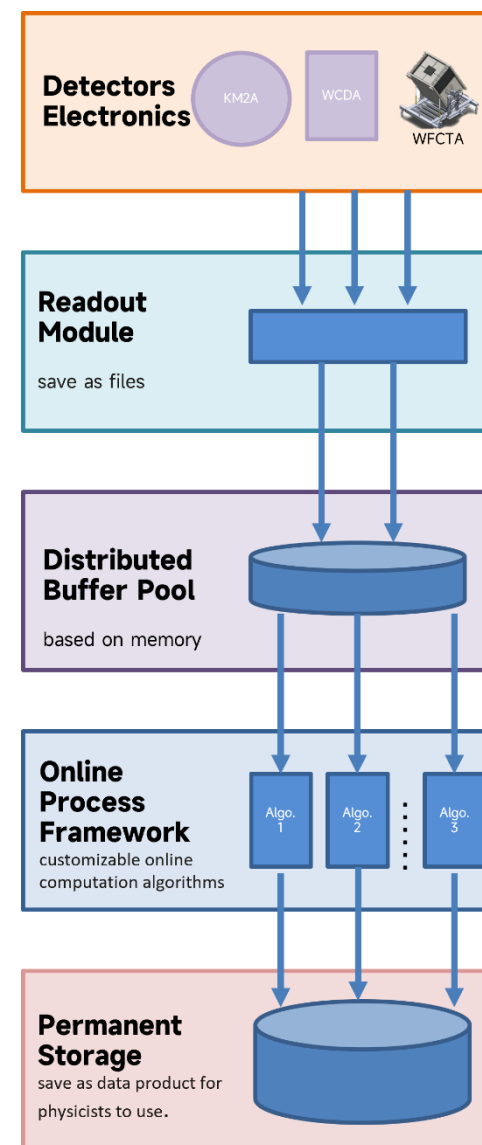 Detectors
Electronics
KM2A
WCDA
WFCTA
Readout
Module
save as files
Distributed
Buffer Pool
based on memory
Online
Process
Framework
customizable online
computation algorithms
Algo.
1
Algo.
2
Algo.
3
Permanent
Storage
save as data product for
physicists to use.